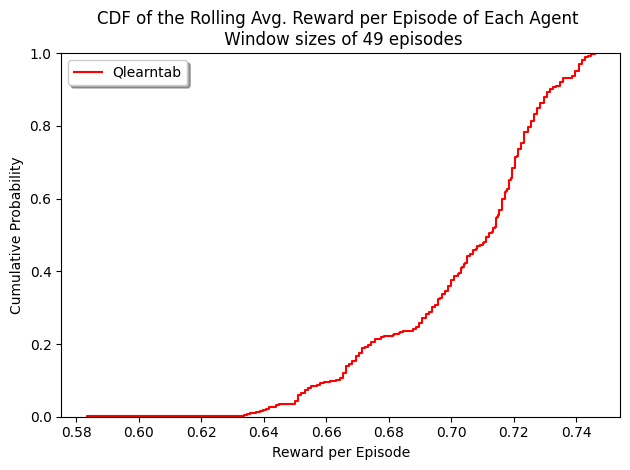 CDF of the Rolling Avg. Reward per Episode of Each Agent
Window sizes of 49 episodes
Qlearntab
Cumulative Probability
1.0
0.8
0.6
0.4
0.2
0.0
0.58 0.60 0.62 0.64 0.66 0.68 0.70 0.72 0.74
Reward per Episode